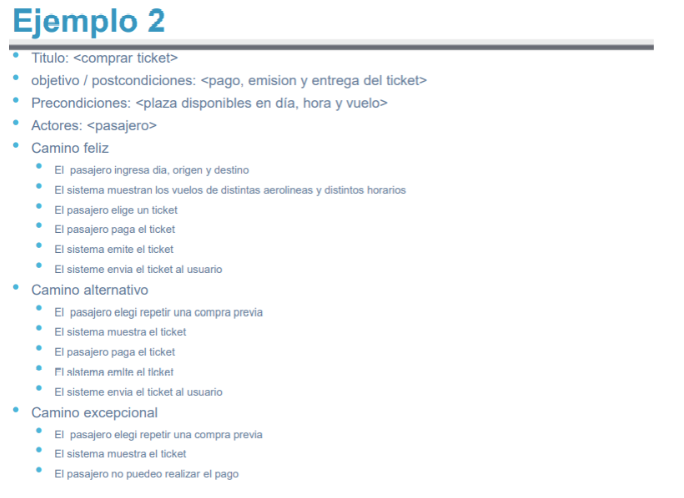 Ejemplo 2
Titulo: <comprar ticket>
objetivo / postcondiciones: <pago, emision y entrega del ticket>
Precondiciones: <plaza disponibles en día, hora y vuelo>
Actores: <pasajero>
Camino feliz
El pasajero ingresa dia, origen y destino
El sistema muestran los vuelos de distintas aerolineas y distintos horarios
El pasajero elige un ticket
El pasajero paga el ticket
El sistema emite el ticket
El sisteme envia el ticket al usuario
Camino alternativo
El pasajero elegi repetir una compra previa
El sistema muestra el ticket
El pasajero paga el ticket
El sistema emite el ticket
El sisteme envia el ticket al usuario
Camino excepcional
El pasajero elegi repetir una compra previa
El sistema muestra el ticket
El pasajero no puedeo realizar el pago